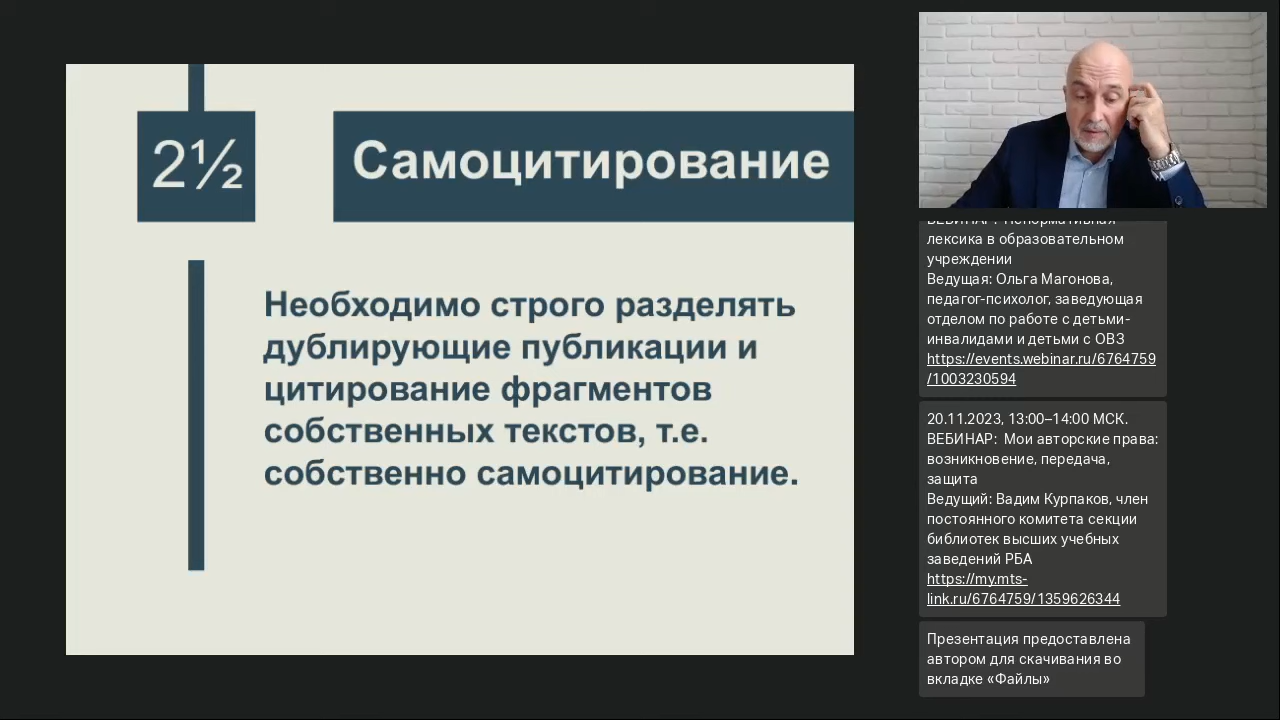 2½
Самоцитирование
Необходимо строго разделять
дублирующие публикации и
цитирование фрагментов
собственных текстов, т.е.
собственно самоцитирование.
ВЕБИНАР: Ненормативная
лексика в образовательном
учреждении
Ведущая: Ольга Магонова,
педагог-психолог, заведующая
отделом по работе с детьми-
инвалидами и детьми с ОВЗ
https://events.webinar.ru/6764759
/1003230594
20.11.2023, 13:00–14:00 МСК.
ВЕБИНАР: Мои авторские права:
возникновение, передача,
защита
Ведущий: Вадим Курпаков, член
постоянного комитета секции
библиотек высших учебных
заведений РБА
https://my.mts-
link.ru/6764759/1359626344
Презентация предоставлена
автором для скачивания во
вкладке «Файлы»